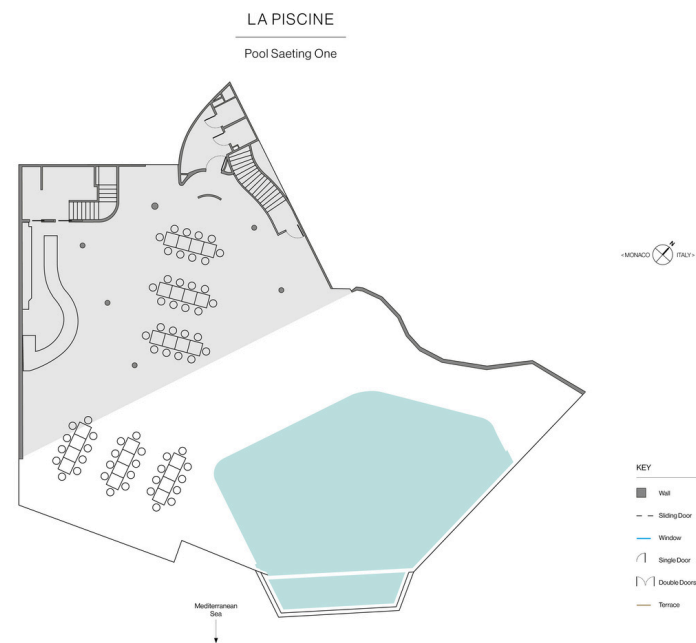 LA PISCINE
Pool Saeting One
N
<MONACO
ITALY>
KEY
Wall
Sliding Door
Window
Single Door
Double Doors
Terrace
Mediterranean
Sea